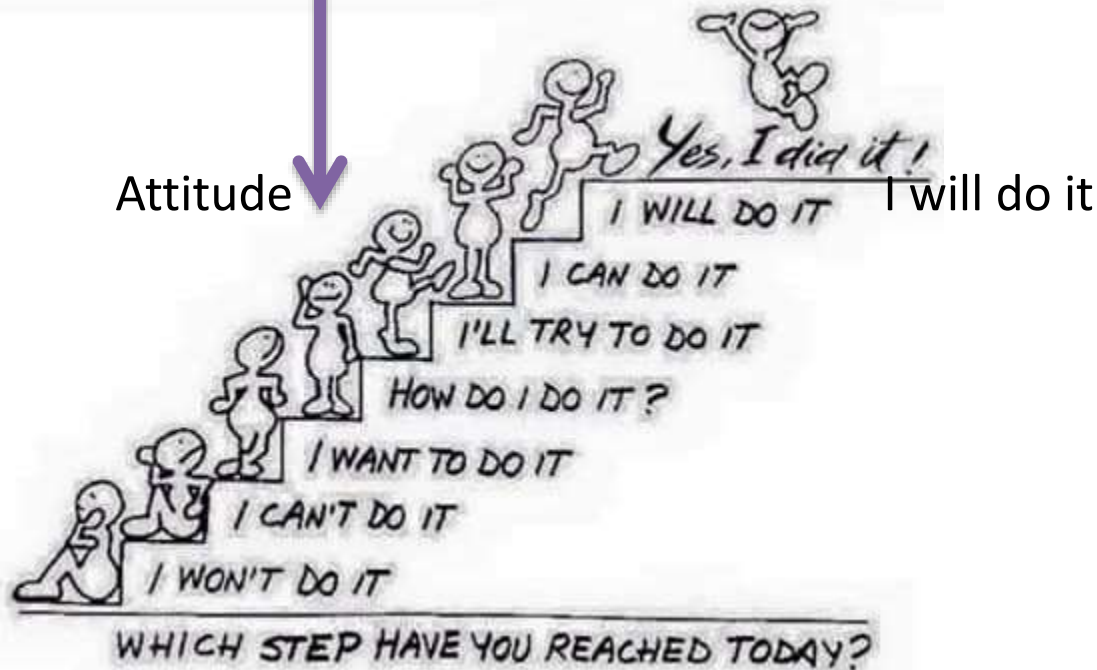 Yes, I did it!
Attitude
I will do it
I WILL DO IT
I CAN DO IT
I'LL TRY TO DO IT
HOW DO I DO IT?
I WANT TO DO IT
I CAN'T DO IT
I WON'T DO IT
WHICH STEP HAVE YOU REACHED TODAY?